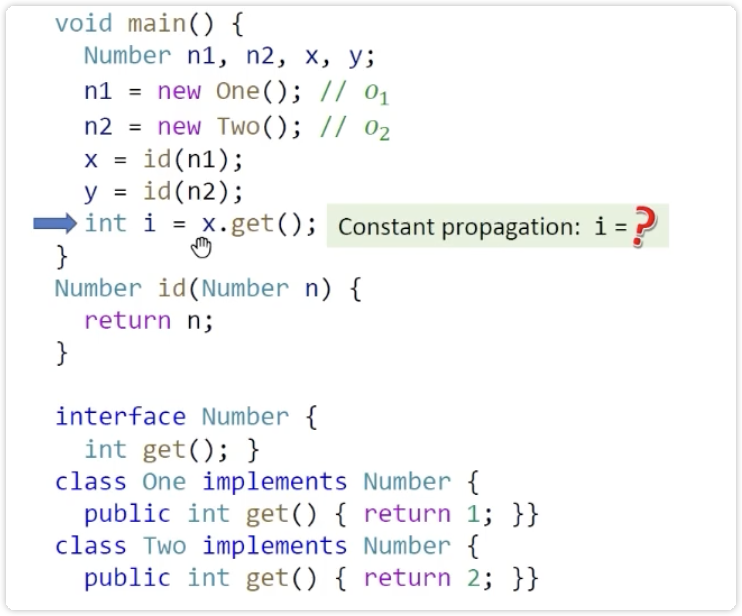 void main() {
Number n1, n2, x, y;
n1 = new One(); // o₁
n2 = new Two(); // o₂
x = id(n1);
y = id(n2);
int i = x.get(); Constant propagation: i = ?
}
Number id(Number n) {
return n;
}
interface Number {
int get(); }
class One implements Number {
public int get() { return 1; }}
class Two implements Number {
public int get() { return 2; }}